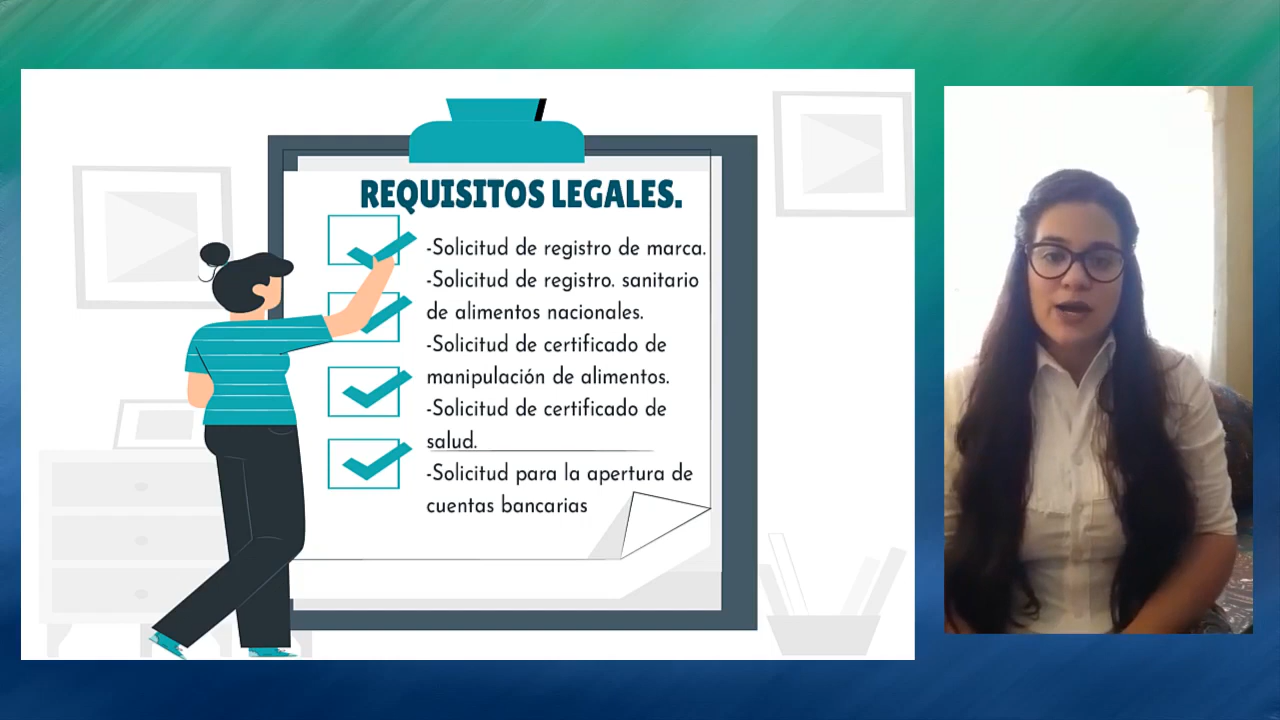 REQUISITOS LEGALES.
-Solicitud de registro de marca.
-Solicitud de registro. sanitario
de alimentos nacionales.
-Solicitud de certificado de
manipulación de alimentos.
-Solicitud de certificado de
salud.
-Solicitud para la apertura de
cuentas bancarias